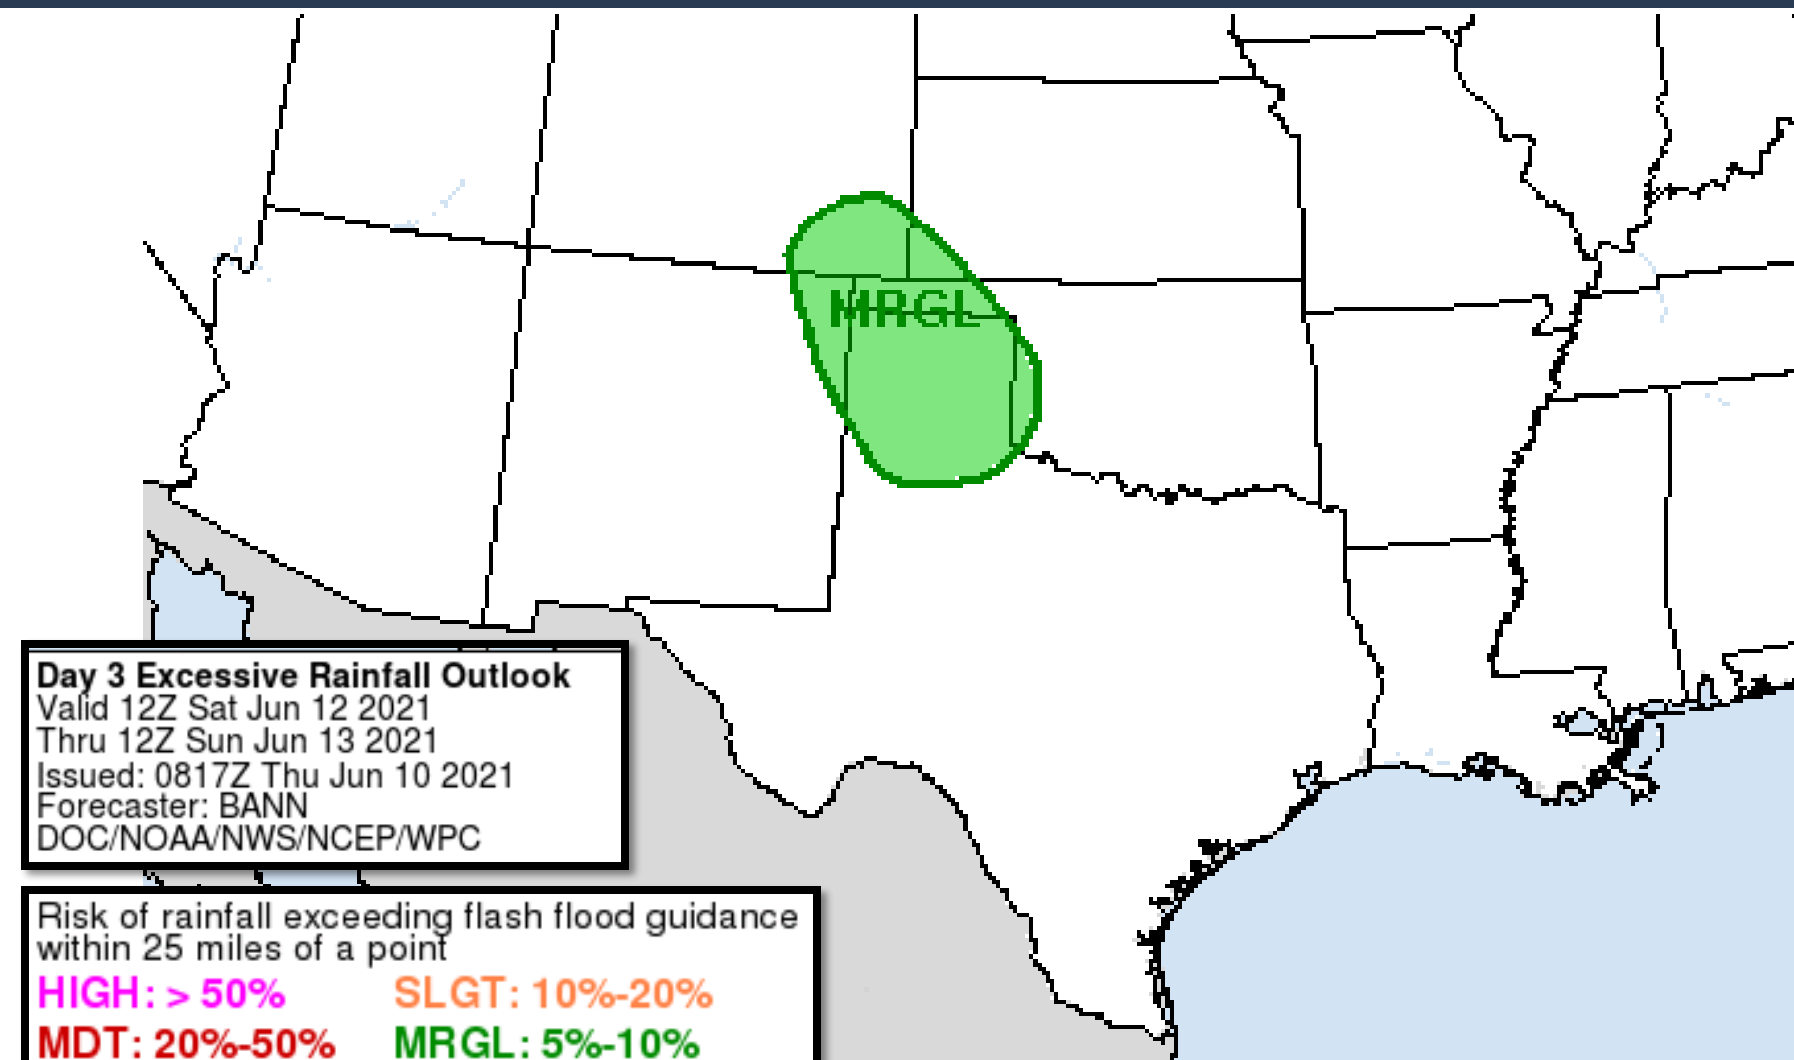 MRGL
Day 3 Excessive Rainfall Outlook
Valid 12Z Sat Jun 12 2021
Thru 12Z Sun Jun 13 2021
Issued: 0817Z Thu Jun 10 2021
Forecaster: BANN
DOC/NOAA/NWS/NCEP/WPC
Risk of rainfall exceeding flash flood guidance
within 25 miles of a point
HIGH: > 50% SLGT: 10%-20%
MDT: 20%-50% MRGL: 5%-10%